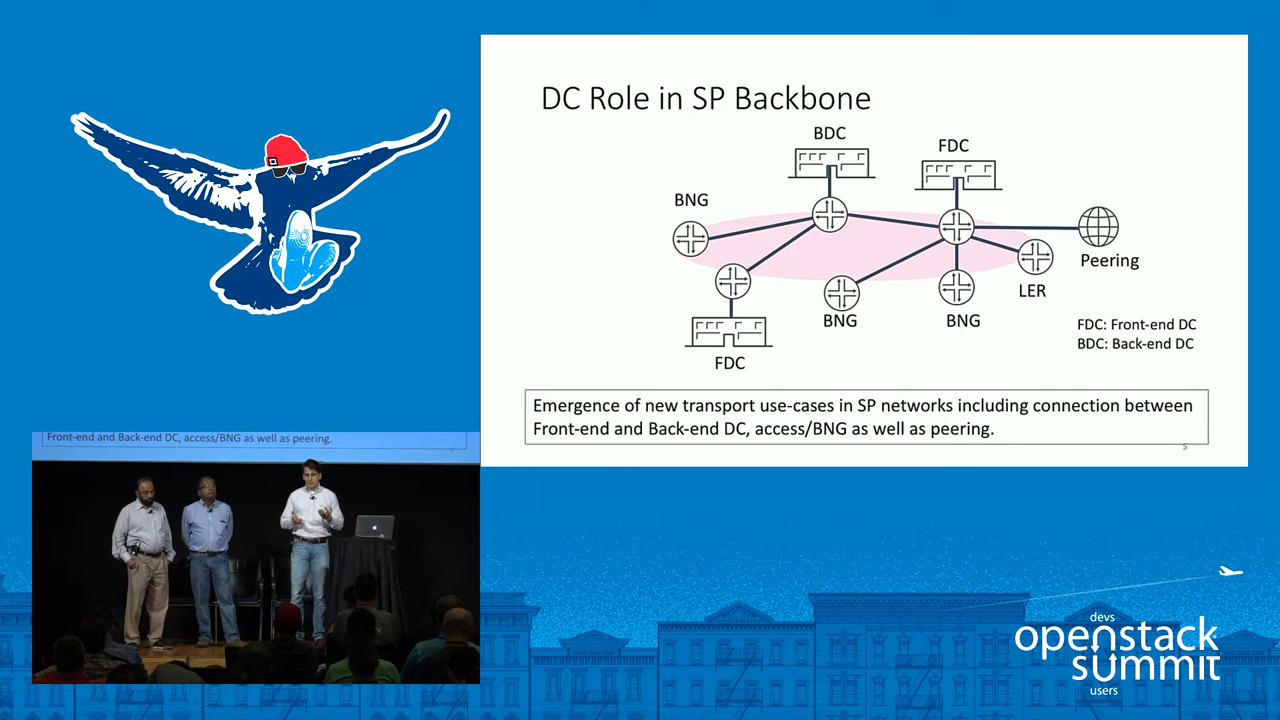 DC Role in SP Backbone
BDC
FDC
BNG
Peering
LER
BNG
BNG
FDC
FDC: Front-end DC
BDC: Back-end DC
Emergence of new transport use-cases in SP networks including connection between
Front-end and Back-end DC, access/BNG as well as peering.
5
Front-end and Back-end DC, access/BNG as well as peering.
devs
openstack
summit
users